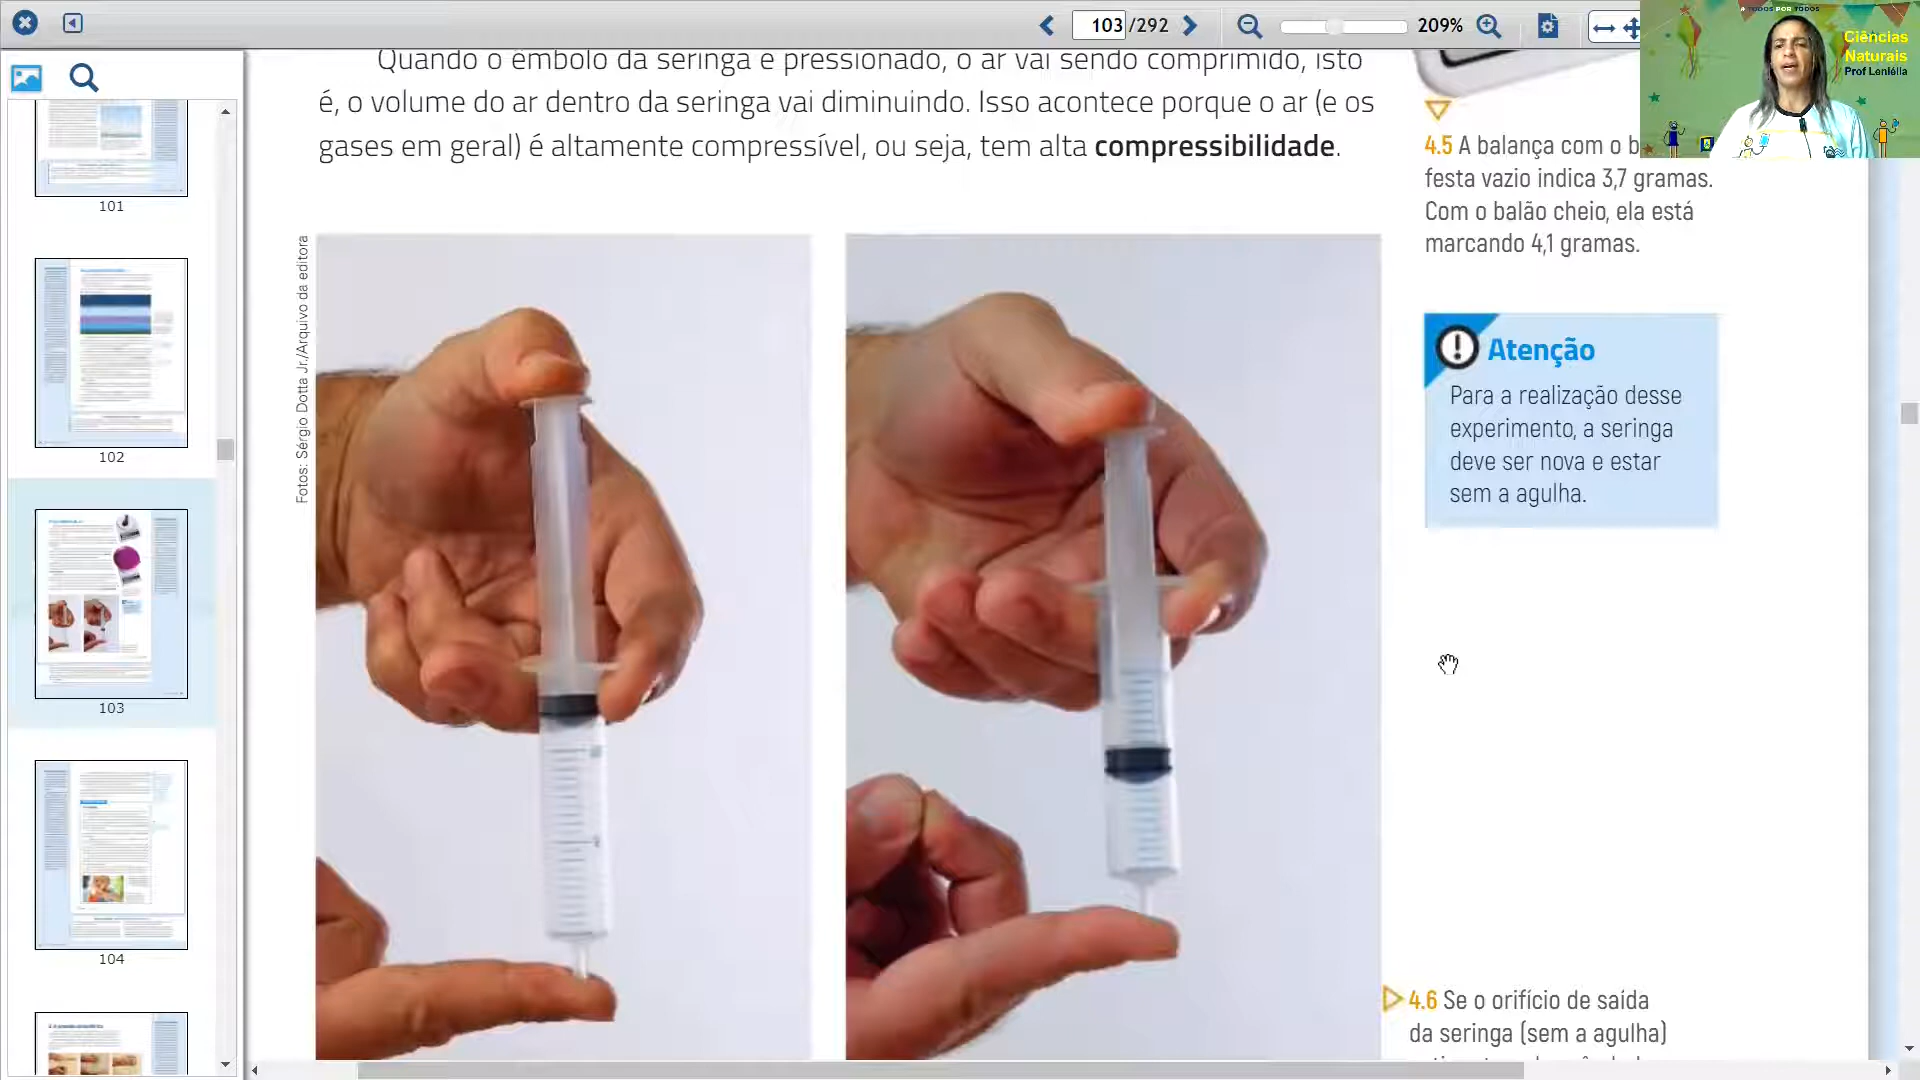 103 /292
209%
A TODOS POR TODOS
Ciências
Naturais
Prof Leniélia
101
102
103
104
Quando o êmbolo da seringa é pressionado, o ar vai sendo comprimido, isto
é, o volume do ar dentro da seringa vai diminuindo. Isso acontece porque o ar (e os
gases em geral) é altamente compressível, ou seja, tem alta compressibilidade.
Fotos: Sérgio Dotta Jr./Arquivo da editora
4.5 A balança com o b
festa vazio indica 3,7 gramas.
Com o balão cheio, ela está
marcando 4,1 gramas.
Atenção
Para a realização desse
experimento, a seringa
deve ser nova e estar
sem a agulha.
4.6 Se o orifício de saída
da seringa (sem a agulha)